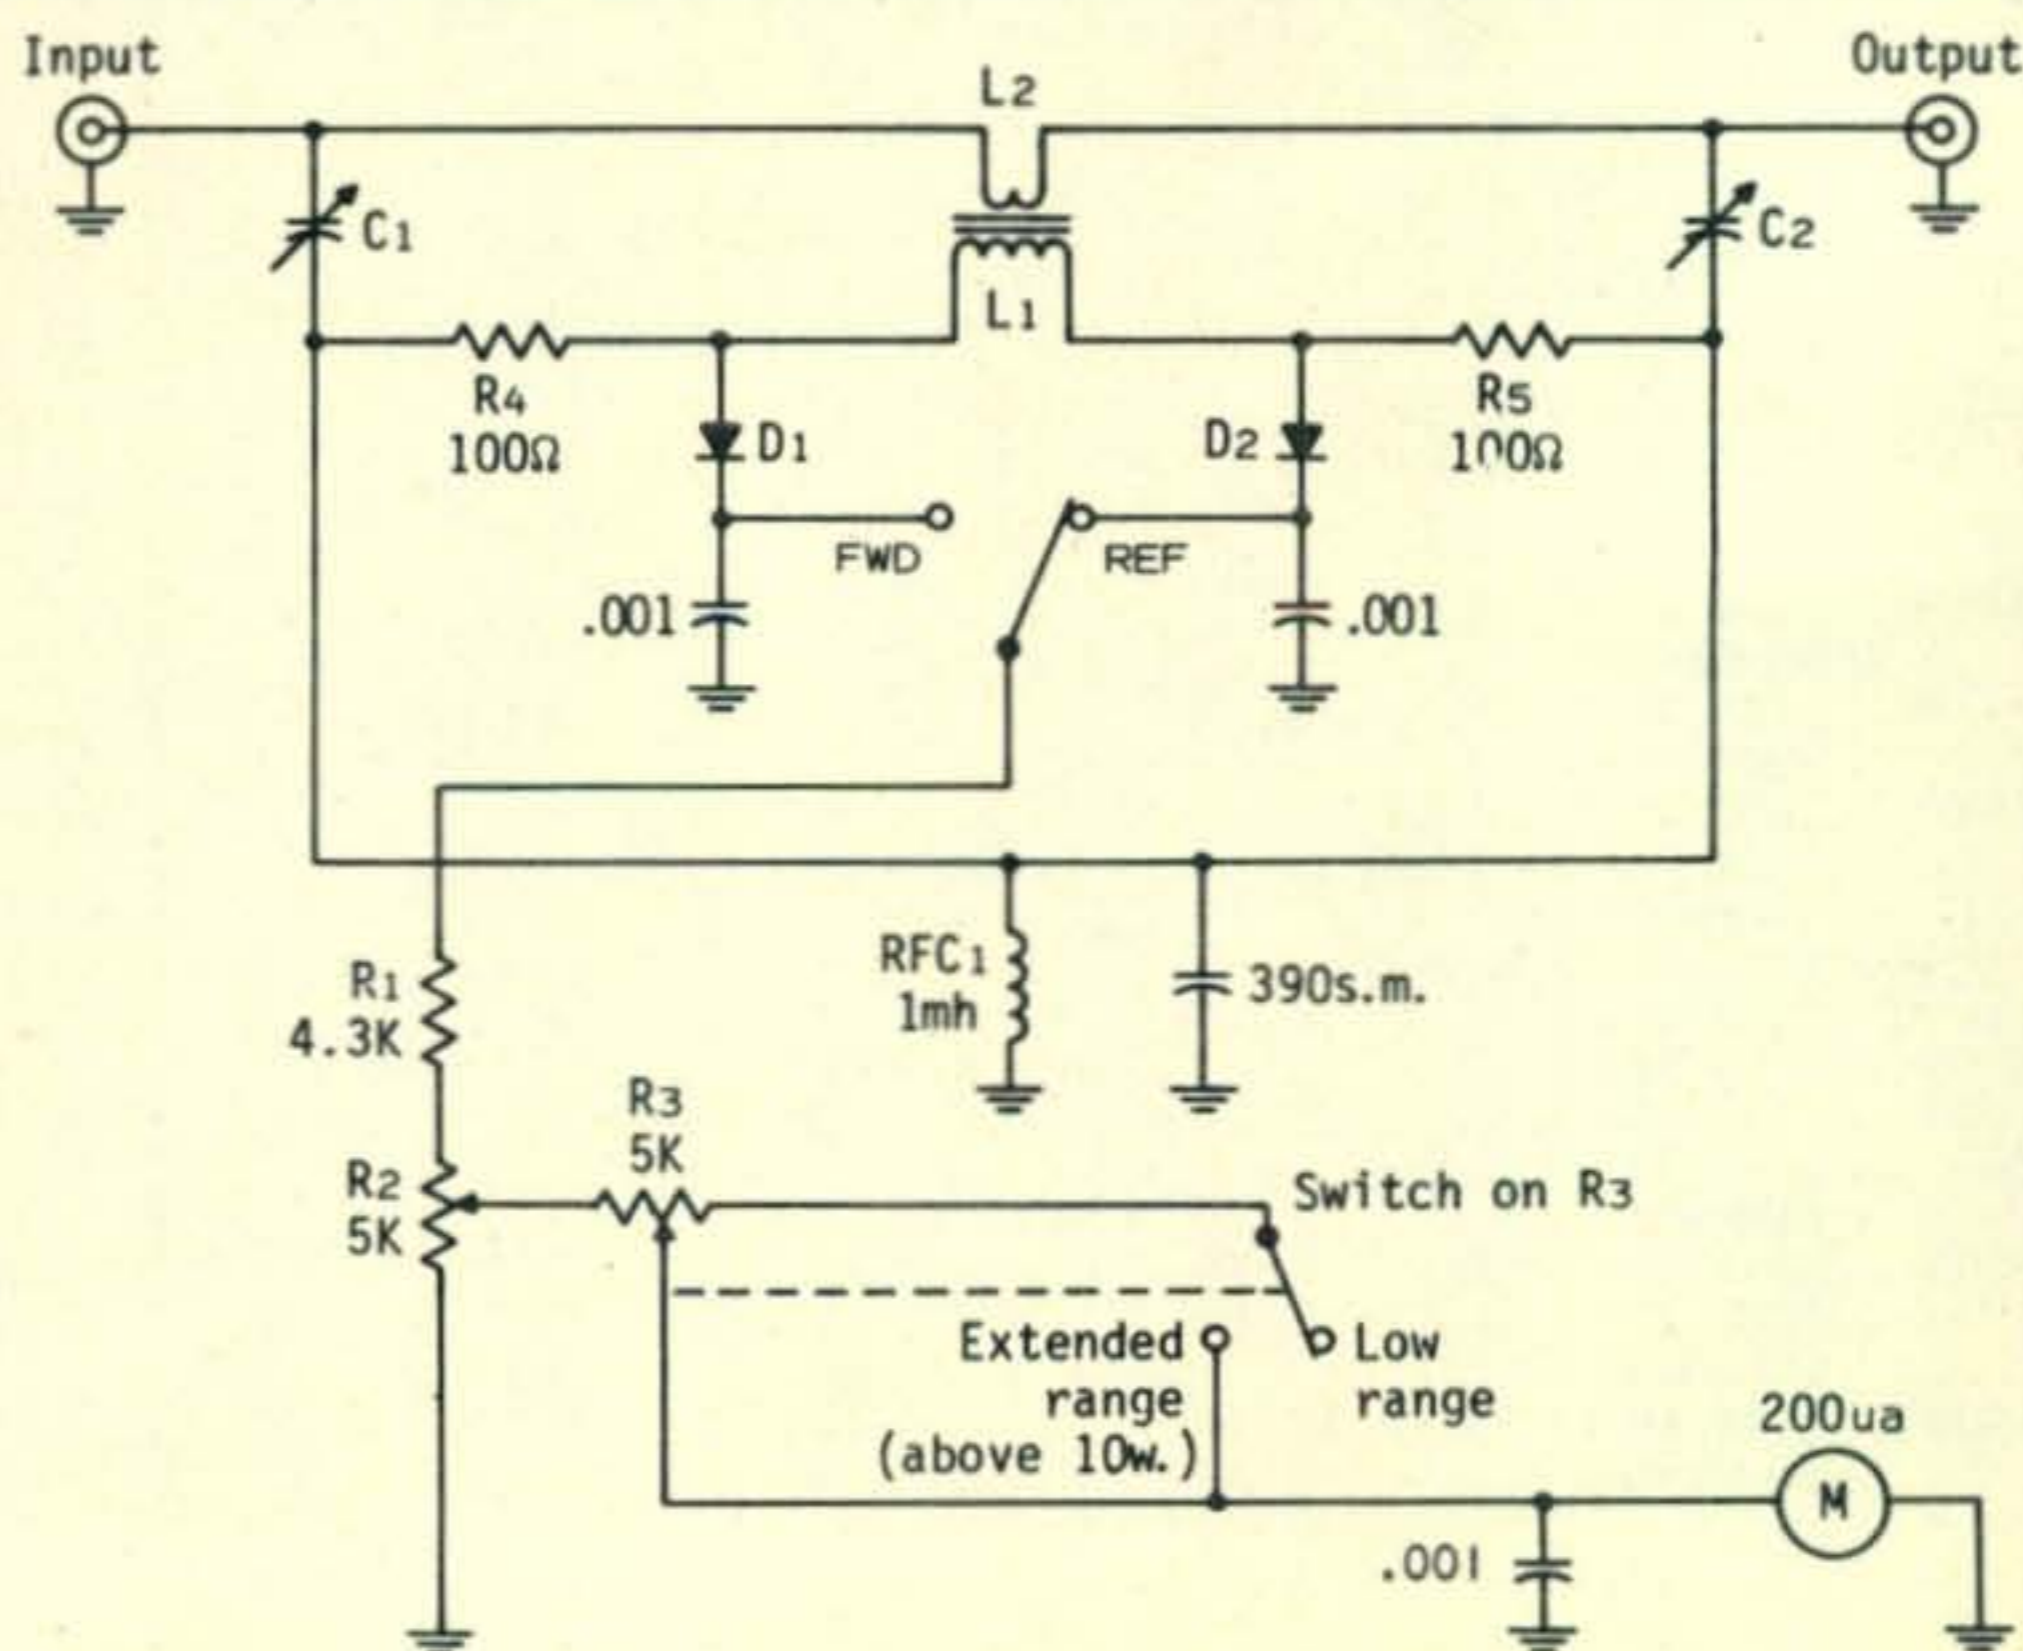 Input
Output
L2
C1
C2
L1
R4
100Ω
D1
D2
R5
100Ω
FWD
REF
.001
.001
R1
4.3K
RFC1
1mh
390s.m.
R3
5K
R2
5K
Switch on R3
Extended
range
(above 10w.)
Low
range
200ua
M
.001